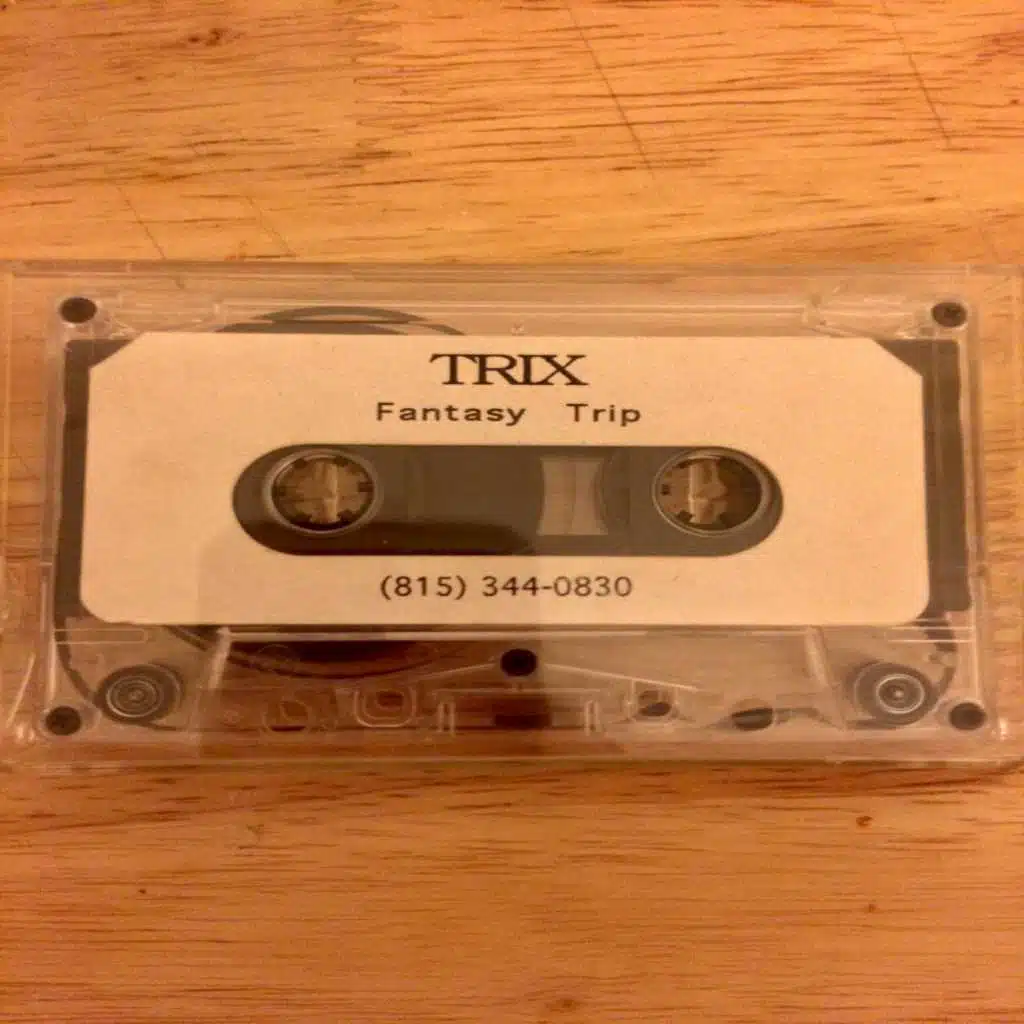 TRIX
Fantasy Trip
(815) 344-0830